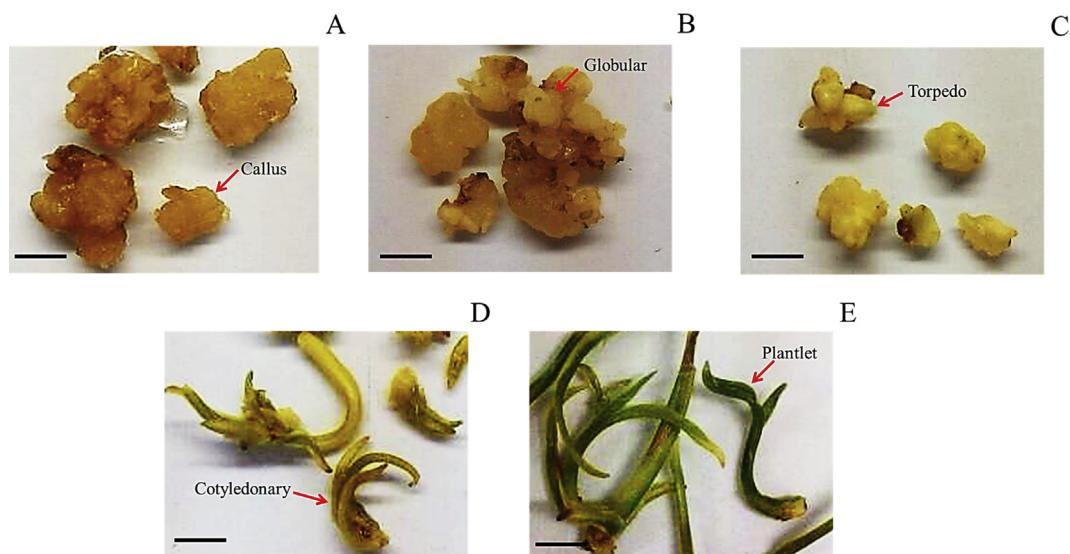 A
B
C
Globular
Torpedo
Callus
D
E
Plantlet
Cotyledonary